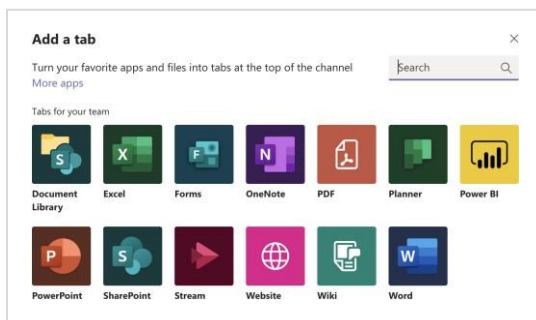 Add a tab
Turn your favorite apps and files into tabs at the top of the channel
Search
More apps
Tabs for your team
S
X
F
N
Document Library
Excel
Forms
OneNote
PDF
Planner
Power BI
P
S
W
PowerPoint
SharePoint
Stream
Website
Wiki
Word